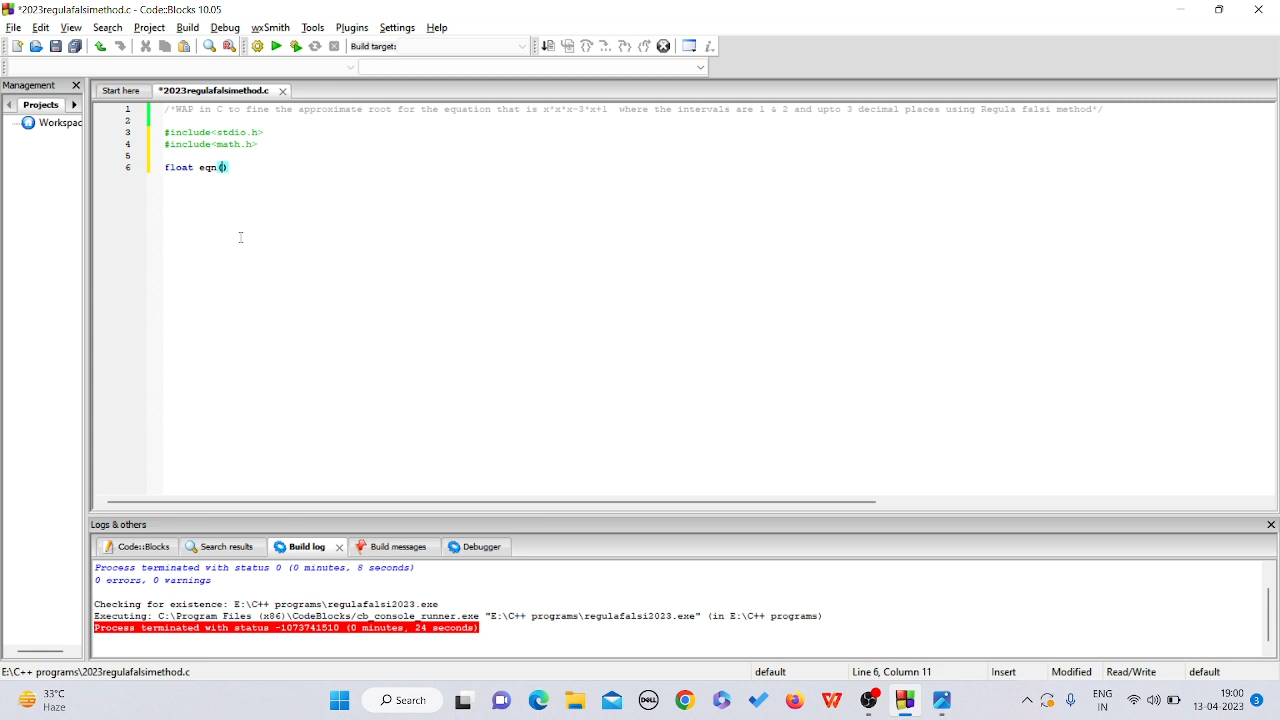 *2023regulafalsimethod.c - Code::Blocks 10.05
File Edit View Search Project Build Debug wxSmith Tools Plugins Settings Help
Build target:
Management
Start here *2023regulafalsimethod.c
Projects
Workspac
1 /*WAP in C to fine the approximate root for the equation that is x*x*x-3*x+1 where the intervals are 1 & 2 and upto 3 decimal places using Regula falsi method*/
2
3 #include<stdio.h>
4 #include<math.h>
5
6 float eqn()
Logs & others
Code::Blocks Search results Build log Build messages Debugger
Process terminated with status 0 (0 minutes, 8 seconds)
0 errors, 0 warnings
Checking for existence: E:\C++ programs\regulafalsi2023.exe
Executing: C:\Program Files (x86)\CodeBlocks/cb_console_runner.exe "E:\C++ programs\regulafalsi2023.exe" (in E:\C++ programs)
Process terminated with status -1073741510 (0 minutes, 24 seconds)
E:\C++ programs\2023regulafalsimethod.c default Line 6, Column 11 Insert Modified Read/Write default
33°C
Haze
Search
DELL
ENG
IN
19:00
13-04-2023
3